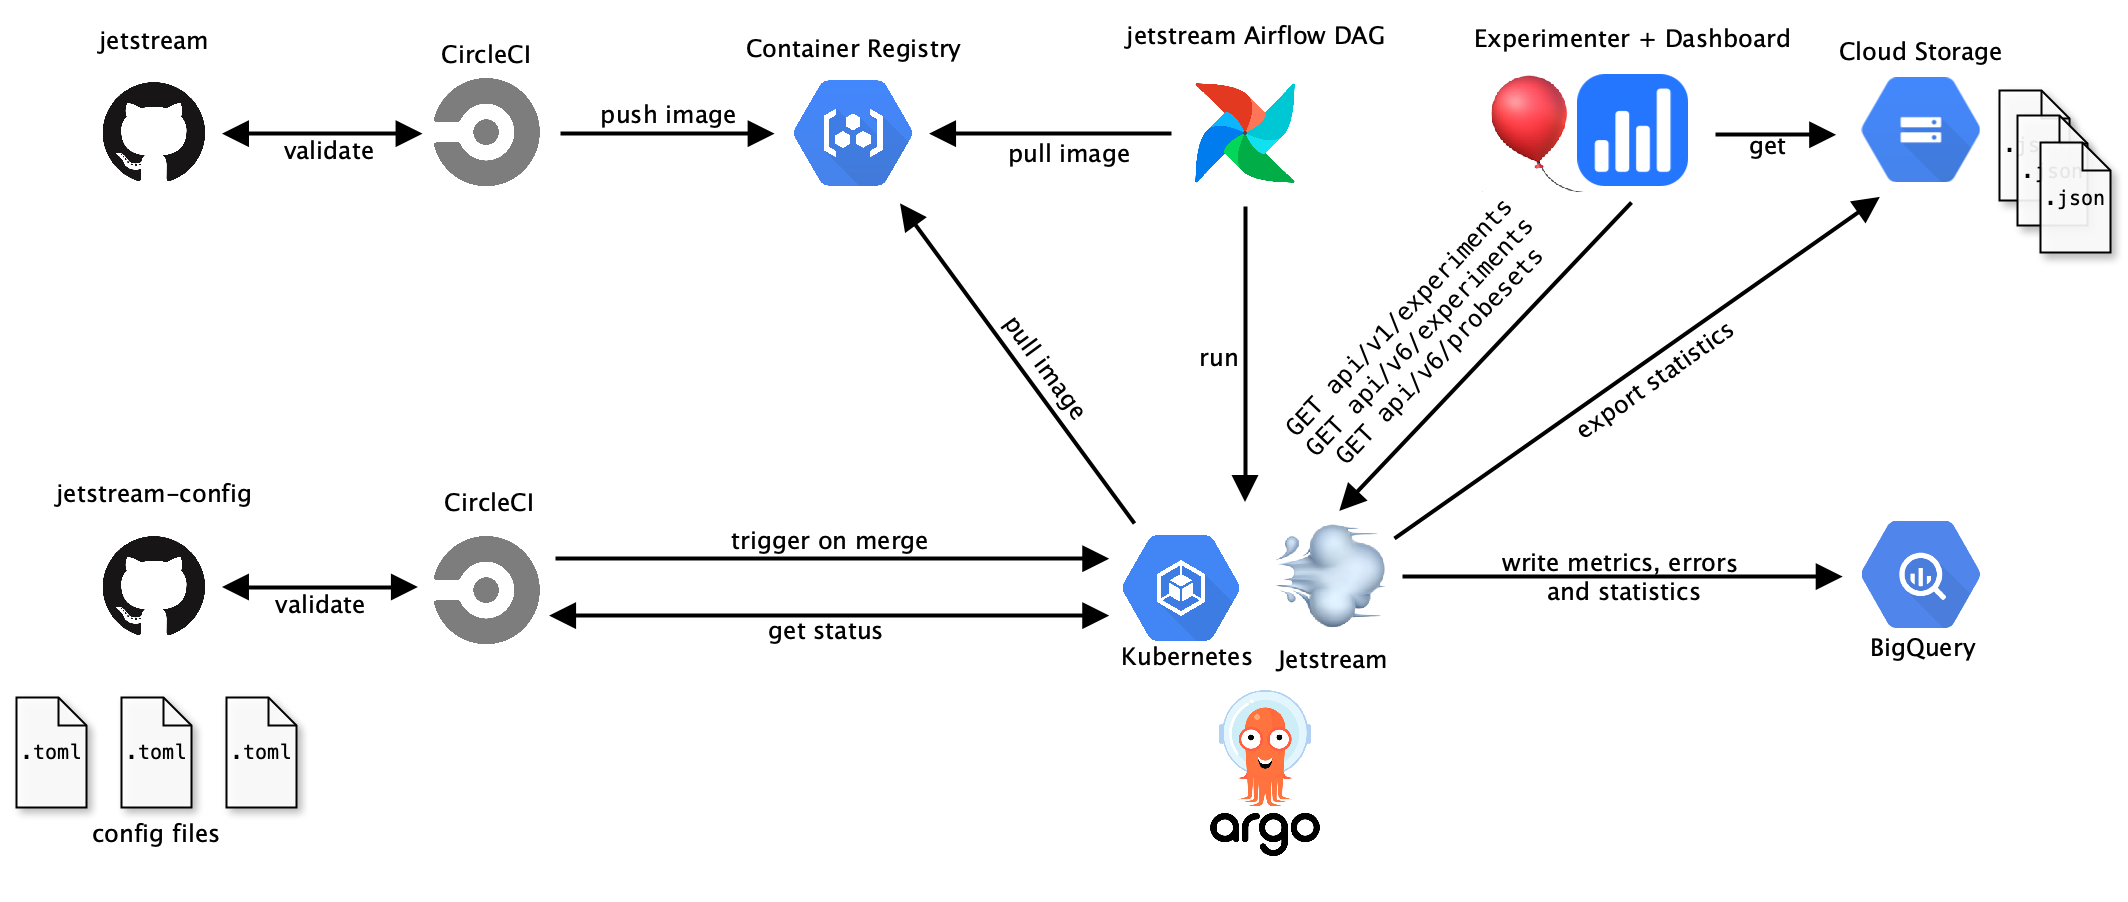 jetstream
CircleCI
Container Registry
jetstream Airflow DAG
Experimenter + Dashboard
Cloud Storage
validate
push image
pull image
get
.js
.json
.json
pull image
run
GET api/v1/experiments
GET api/v6/experiments
GET api/v6/probesets
export statistics
jetstream-config
CircleCI
validate
trigger on merge
get status
Kubernetes
Jetstream
write metrics, errors
and statistics
BigQuery
.toml
.toml
.toml
config files
argo